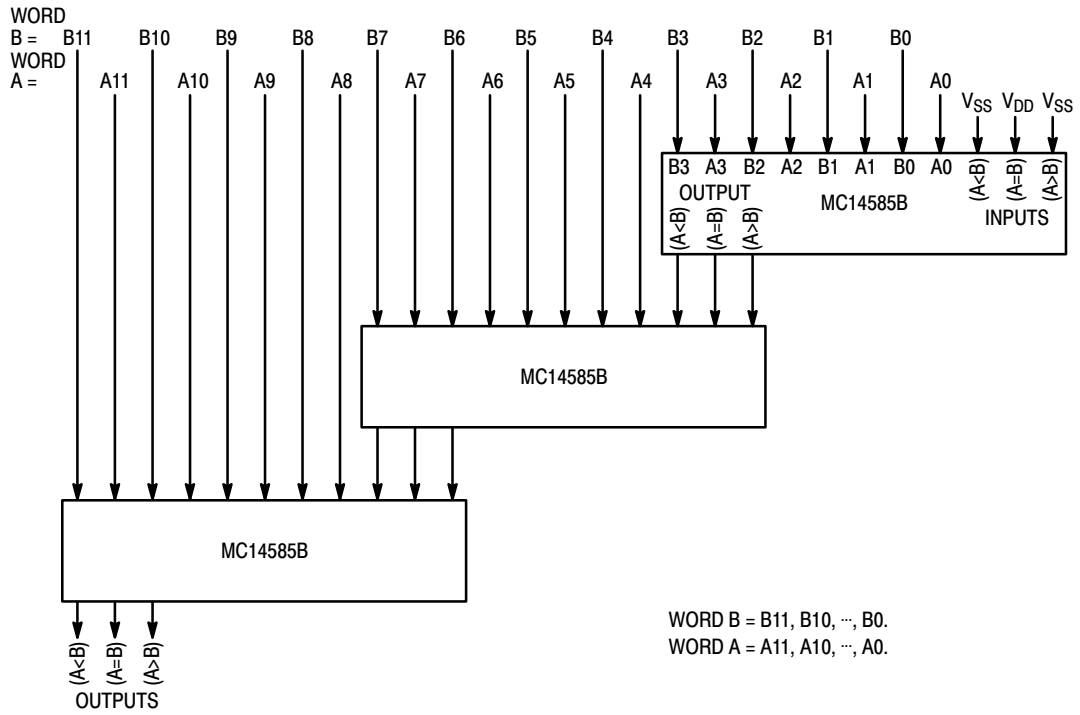 WORD
B = B11 B10 B9 B8 B7 B6 B5 B4 B3 B2 B1 B0
WORD
A = A11 A10 A9 A8 A7 A6 A5 A4 A3 A2 A1 A0
VSS VDD VSS
B3 A3 B2 A2 B1 A1 B0 A0 (A<B) (A=B) (A>B)
OUTPUT
MC14585B
INPUTS
(A<B) (A=B) (A>B)
MC14585B
MC14585B
(A<B) (A=B) (A>B)
OUTPUTS
WORD B = B11, B10, ···, B0.
WORD A = A11, A10, ···, A0.